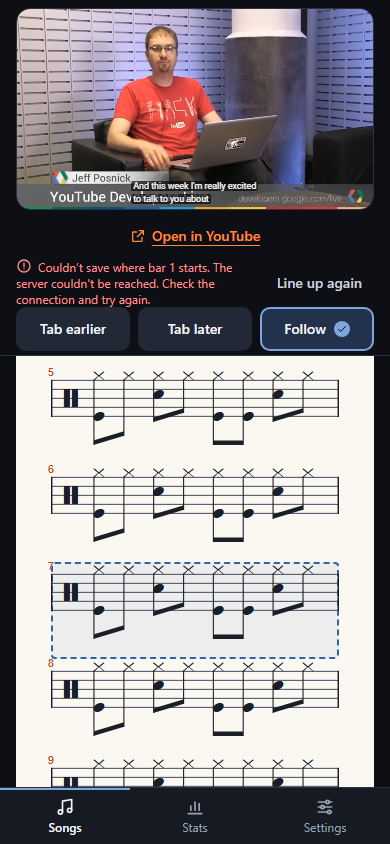 HACK
YouTube
Jeff Posnick
And this week I'm really excited
to talk to you about
YouTube Dev
developers.google.com/live
Open in YouTube
Couldn't save where bar 1 starts. The
server couldn't be reached. Check the
connection and try again.
Line up again
Tab earlier
Tab later
Follow
5
6
7
8
9
Songs
Stats
Settings